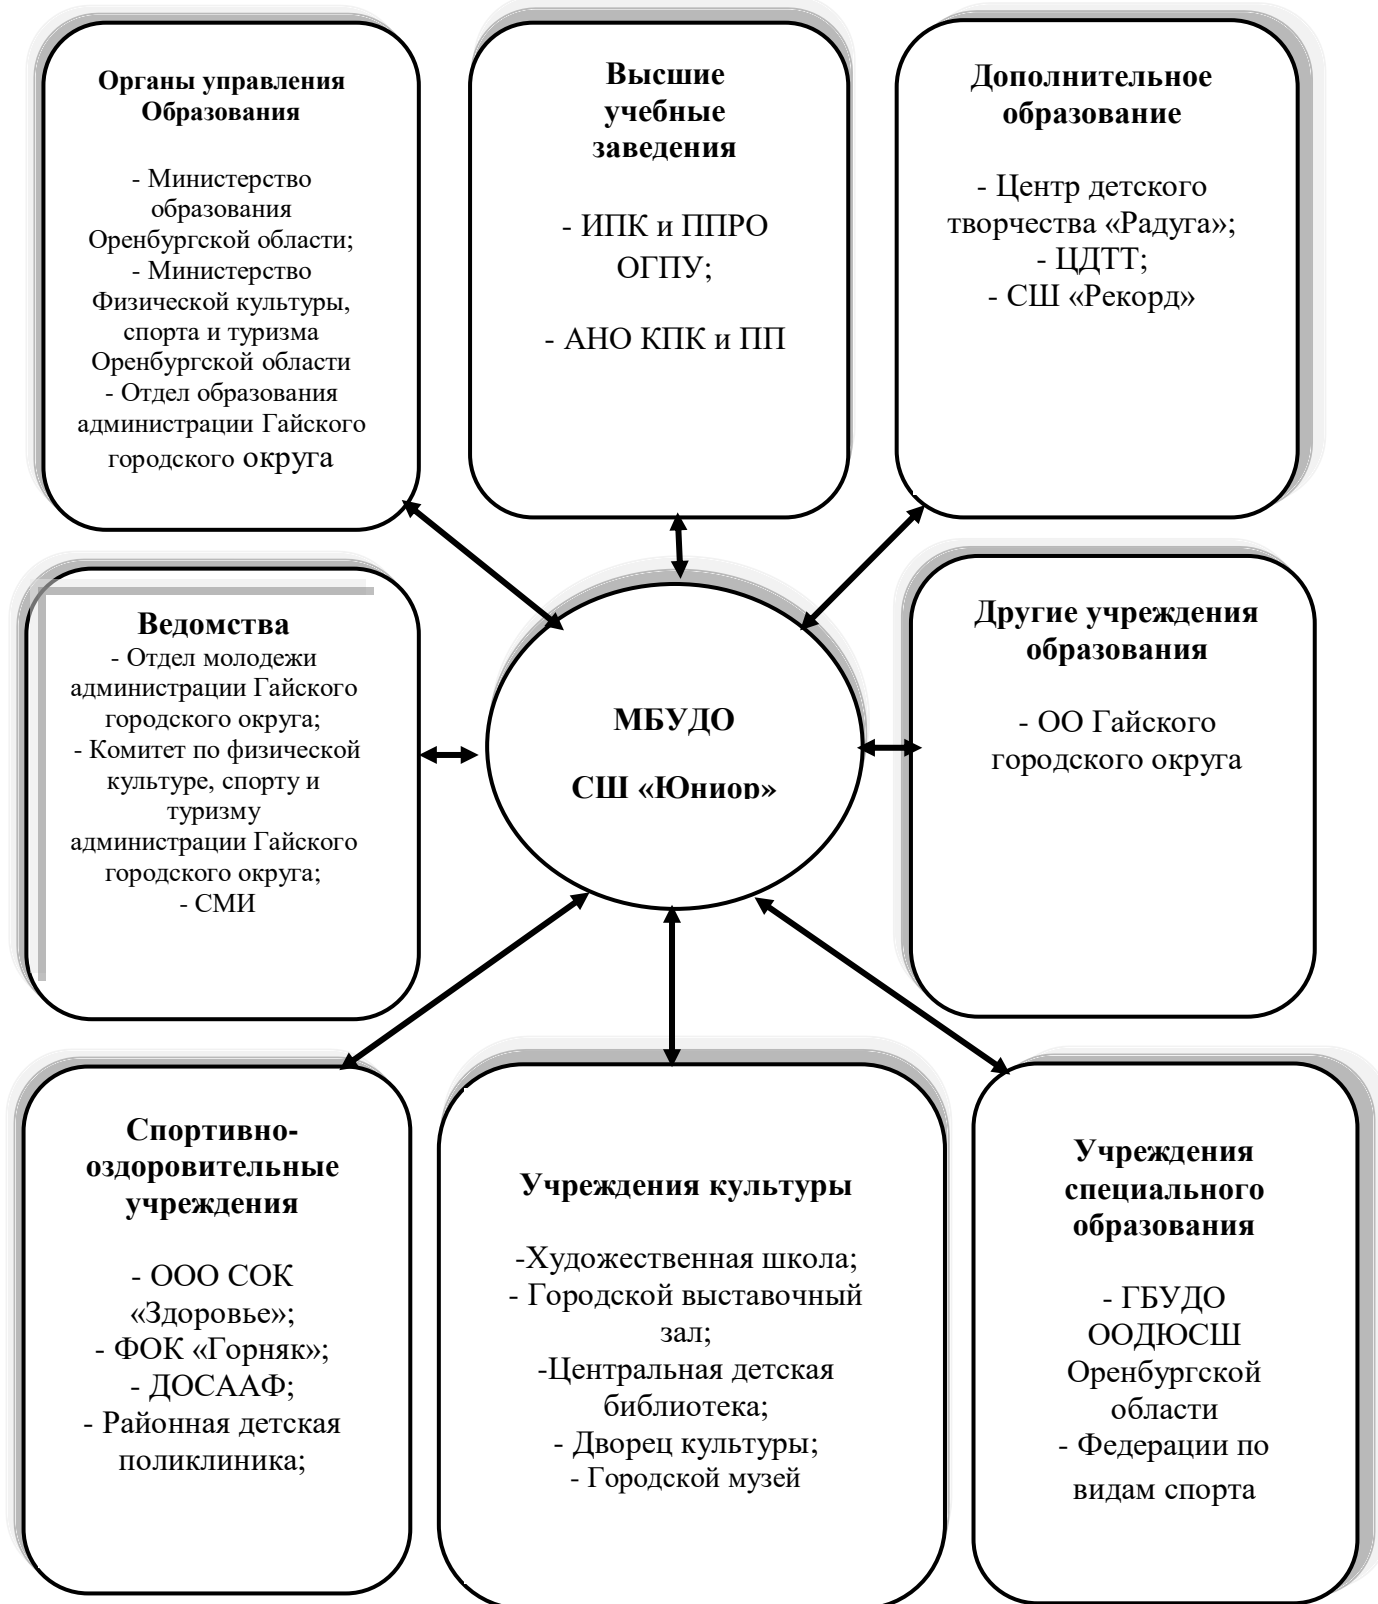 Органы управления
Образования
- Министерство
образования
Оренбургской области;
- Министерство
Физической культуры,
спорта и туризма
Оренбургской области
- Отдел образования
администрации Гайского
городского округа
Высшие
учебные
заведения
- ИПК и ППРО
ОГПУ;
- АНО КПК и ПП
Дополнительное
образование
- Центр детского
творчества «Радуга»;
- ЦДТТ;
- СШ «Рекорд»
Ведомства
- Отдел молодежи
администрации Гайского
городского округа;
- Комитет по физической
культуре, спорту и
туризму
администрации Гайского
городского округа;
- СМИ
МБУДО
СШ «Юниор»
Другие учреждения
образования
- ОО Гайского
городского округа
Спортивно-
оздоровительные
учреждения
- ООО СОК
«Здоровье»;
- ФОК «Горняк»;
- ДОСААФ;
- Районная детская
поликлиника;
Учреждения культуры
-Художественная школа;
- Городской выставочный
зал;
-Центральная детская
библиотека;
- Дворец культуры;
- Городской музей
Учреждения
специального
образования
- ГБУДО
ООДЮСШ
Оренбургской
области
- Федерации по
видам спорта